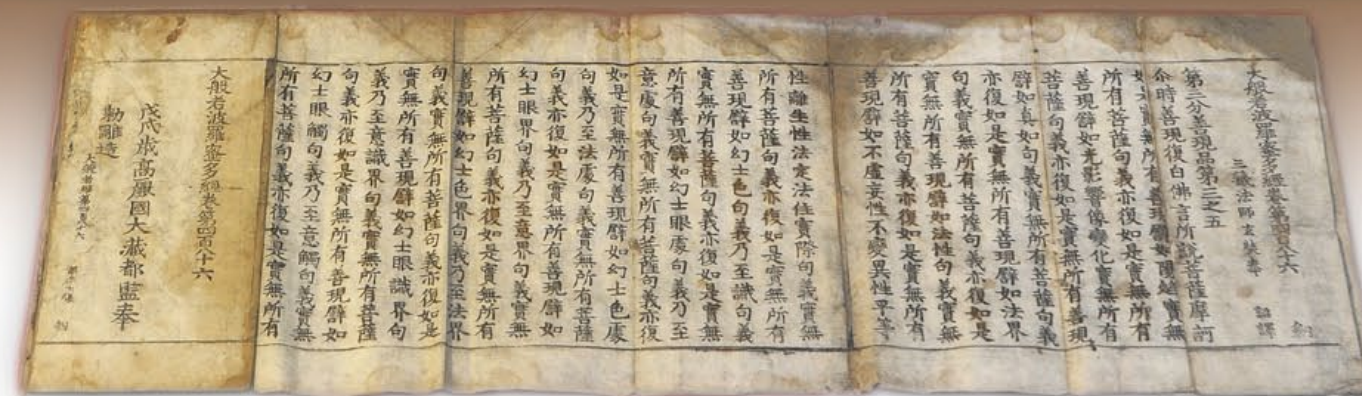 大般若波羅蜜多經卷第四百八十六
三藏法師玄奘奉 詔譯
第三分善現品第三之五
尒時善現復白佛言所說菩薩摩訶
如是實無所有善現實無
所有菩薩句義亦復如是實無所有
善現譬如光影響像變化實無所有
菩薩句義亦復如是實無所有善現
譬如真如句義實無所有菩薩句義
亦復如是實無所有善現譬如法界
句義實無所有菩薩句義亦復如是
實無所有善現譬如法性句義實無
所有菩薩句義亦復如是實無所有
善現譬如不虛妄性不變異性平等
性離生性法定法住實際句義實無
所有菩薩句義亦復如是實無所有
善現譬如幻士色句義乃至識句義
實無所有菩薩句義亦復如是實無
所有善現譬如幻士眼處句義乃至
意處句義實無所有菩薩句義亦復
如是實無所有善現譬如幻士色處
句義乃至法處句義實無所有菩薩
句義亦復如是實無所有善現譬如
幻士眼界句義乃至意界句義實無
所有菩薩句義亦復如是實無所有
善現譬如幻士色界句義乃至法界
句義實無所有菩薩句義亦復如是
實無所有善現譬如幻士眼識界句
義乃至意識界句義實無所有菩薩
句義亦復如是實無所有善現譬如
幻士眼觸句義乃至意觸句義實無
所有菩薩句義亦復如是實無所有
大般若波羅蜜多經卷第四百八十六
戊戌歲高麗國大藏都監奉
勅雕造